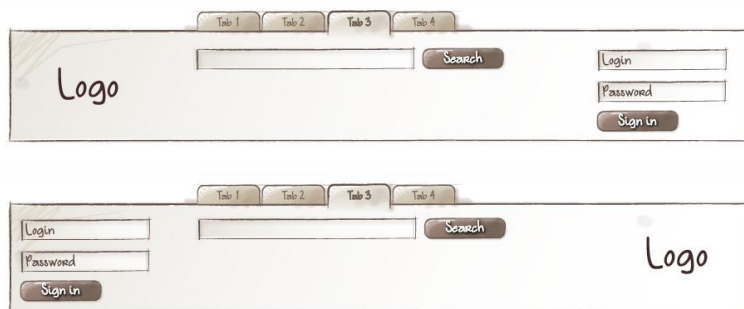 Tab 1 Tab 2 Tab 3 Tab 4
Search
Login
Logo
Password
Sign in
Tab 1 Tab 2 Tab 3 Tab 4
Login
Search
Password
Logo
Sign in